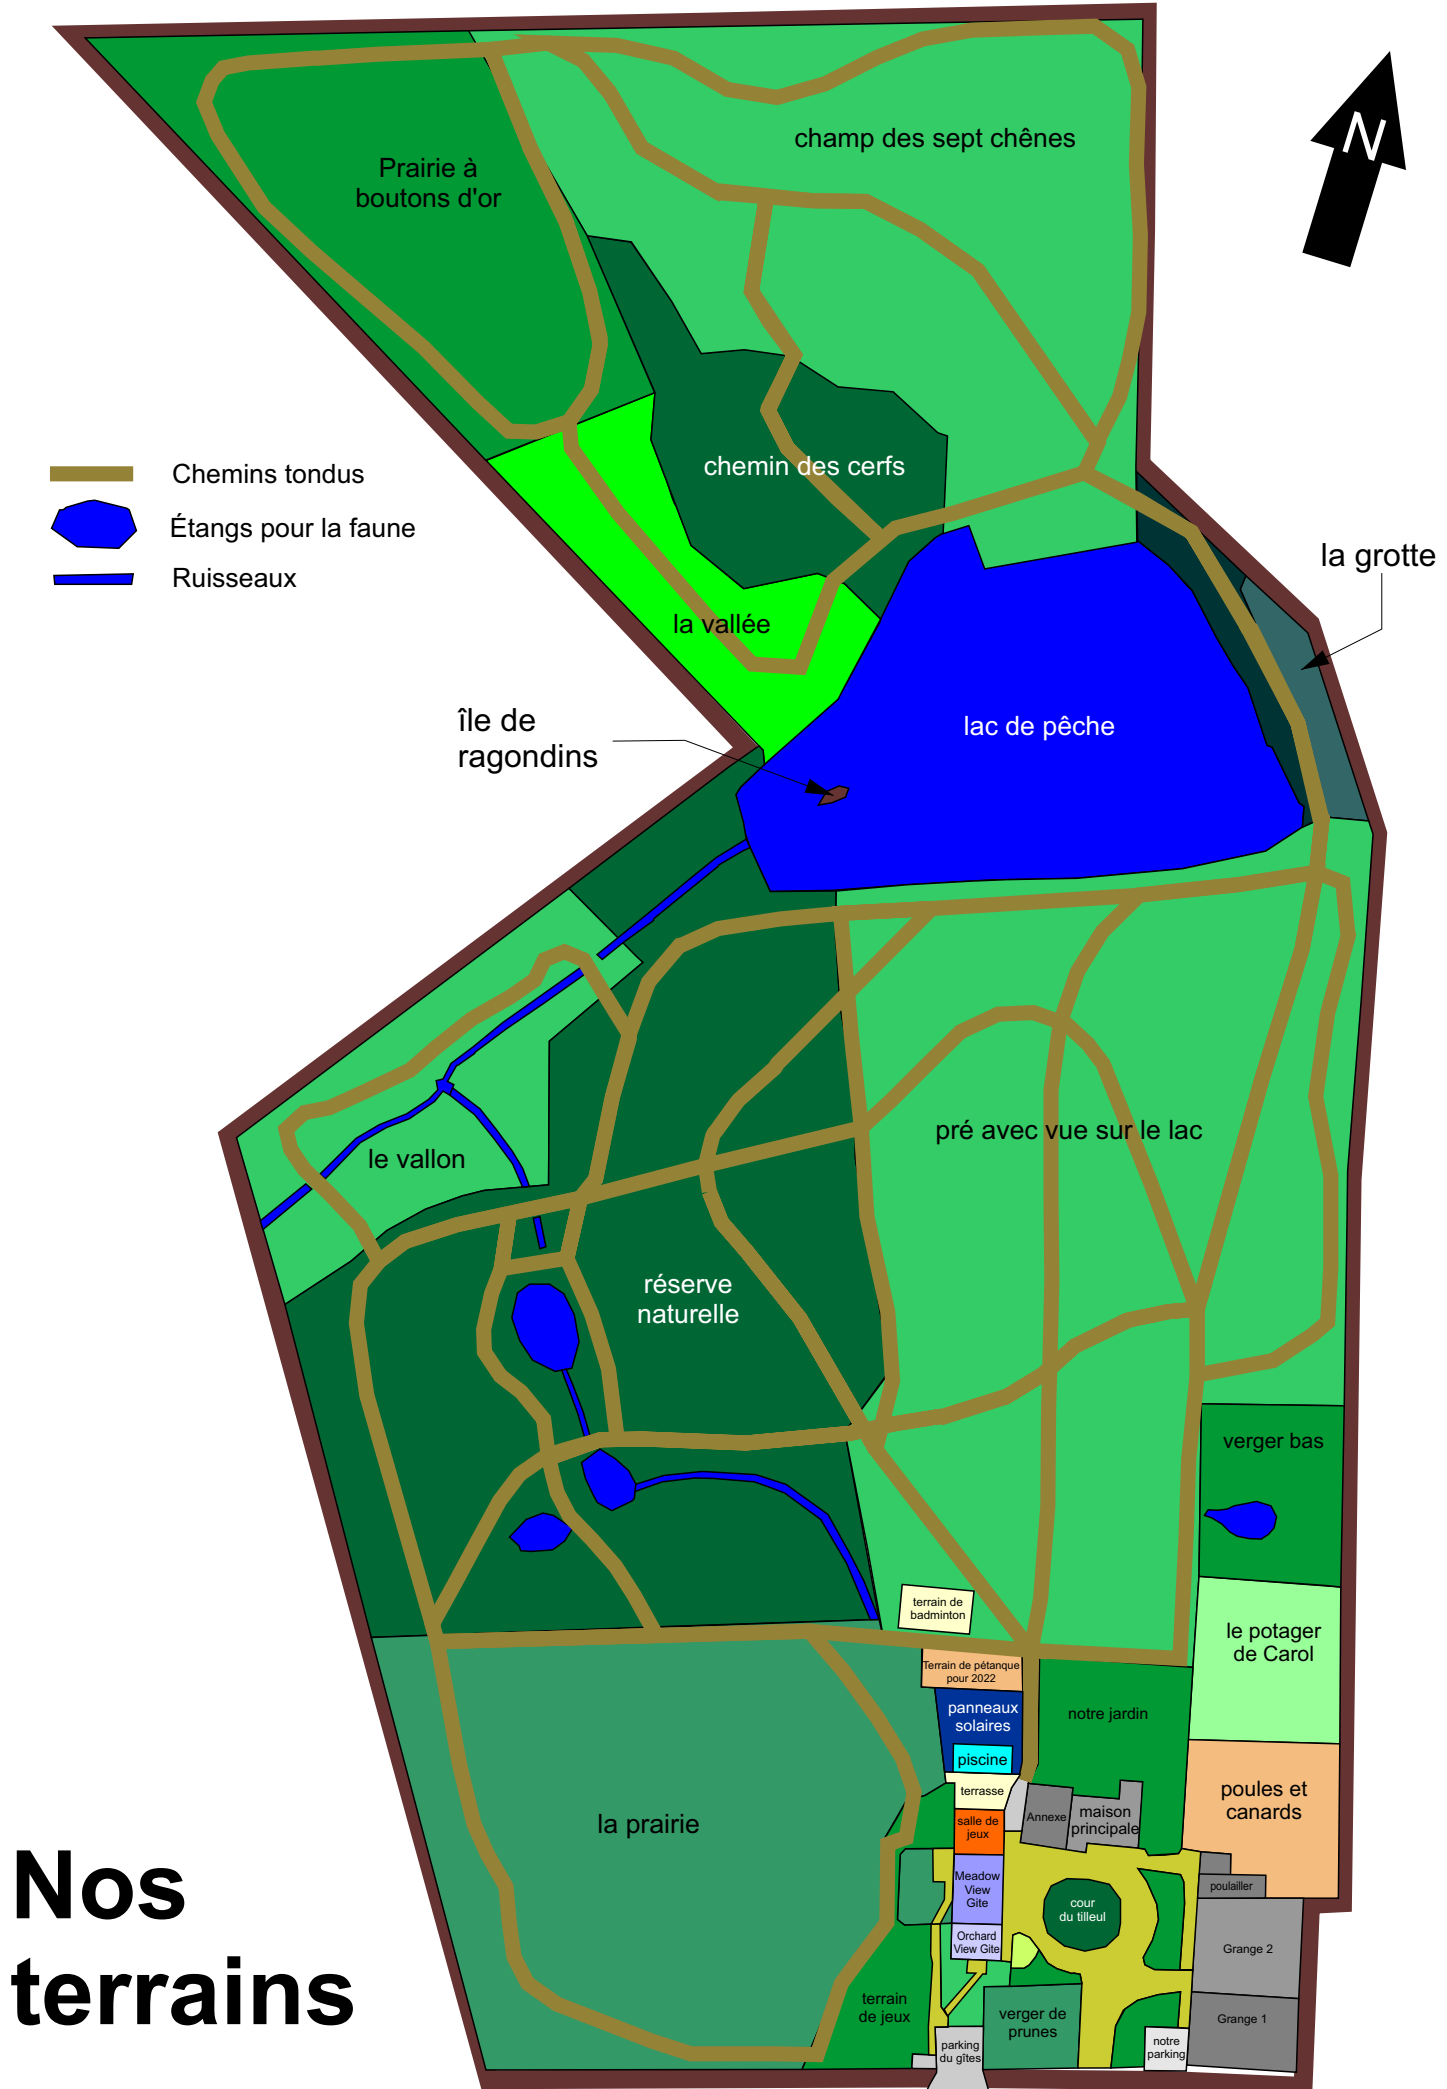 N
champ des sept chênes
Prairie à
boutons d'or
Chemins tondus
Étangs pour la faune
Ruisseaux
chemin des cerfs
la grotte
la vallée
île de
ragondins
lac de pêche
pré avec vue sur le lac
le vallon
réserve
naturelle
verger bas
terrain de
badminton
le potager
de Carol
Terrain de pétanque
pour 2022
panneaux
solaires
notre jardin
piscine
terrasse
poules et
canards
Annexe
maison
principale
salle de
jeux
la prairie
Meadow
View
Gite
poulailler
cour
du tilleul
Orchard
View Gite
Grange 2
terrain
de jeux
verger de
prunes
Grange 1
parking
du gîtes
notre
parking
Nos
terrains